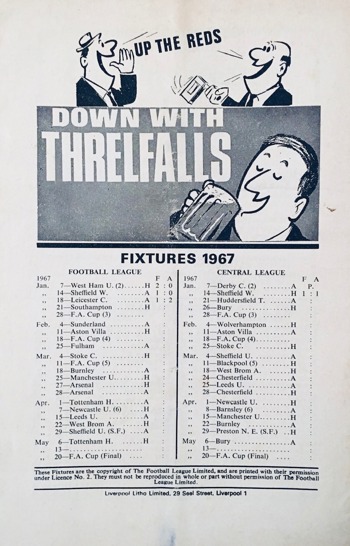 UP THE REDS
DOWN WITH
THRELFALLS
FIXTURES 1967
FOOTBALL LEAGUE
1967 F A
Jan. 7—West Ham U. (2) ......H 2 : 0
,, 14—Sheffield W. A 1 : 0
,, 18—Leicester C. A 1 : 2
,, 21—Southampton H :
,, 28—F.A. Cup (3) :
Feb. 4—Sunderland A :
,, 11—Aston Villa H :
,, 18—F.A. Cup (4) :
,, 25—Fulham A :
Mar. 4—Stoke C. H :
,, 11—F.A. Cup (5) :
,, 18—Burnley A :
,, 25—Manchester U. H :
,, 27—Arsenal H :
,, 28—Arsenal A :
Apr. 1—Tottenham H. A :
,, 7—Newcastle U. (6) H :
,, 15—Leeds U. A :
,, 22—West Brom A. H :
,, 29—Sheffield U. (S.F.) A :
May 6—Tottenham H. H :
,, 13— :
,, 20—F.A. Cup (Final) :
CENTRAL LEAGUE
1967 F A
Jan. 7—Derby C. (2) A P.
,, 14—Sheffield W. H 1 : 1
,, 21—Huddersfield T. A :
,, 26—Bury H :
,, 28—F.A. Cup (3) :
Feb. 4—Wolverhampton H :
,, 11—Aston Villa A :
,, 18—F.A. Cup (4) :
,, 25—Stoke C. H :
Mar. 4—Sheffield U. A :
,, 11—Blackpool (5) H :
,, 18—West Brom A. H :
,, 24—Chesterfield A :
,, 25—Leeds U. A :
,, 28—Chesterfield H :
Apr. 1—Newcastle U. H :
,, 8—Barnsley (6) A :
,, 15—Manchester U. H :
,, 22—Burnley A :
,, 29—Preston N.E. (S.F.) H :
May 6—Bury A :
,, 13— :
,, 20—F.A. Cup (Final) :
These Fixtures are the copyright of The Football League Limited, and are printed with their permission
under Licence No. 2. They must not be reproduced in whole or part without permission of The Football
League Limited.
Liverpool Litho Limited, 29 Seel Street, Liverpool 1